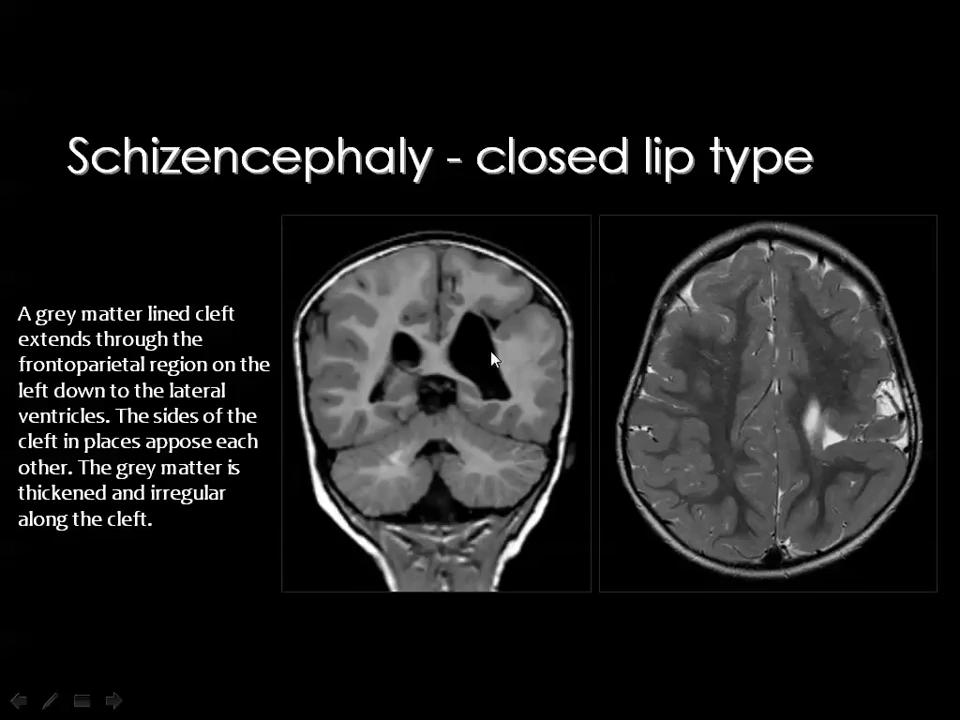 Schizencephaly - closed lip type
A grey matter lined cleft
extends through the
frontoparietal region on the
left down to the lateral
ventricles. The sides of the
cleft in places appose each
other. The grey matter is
thickened and irregular
along the cleft.